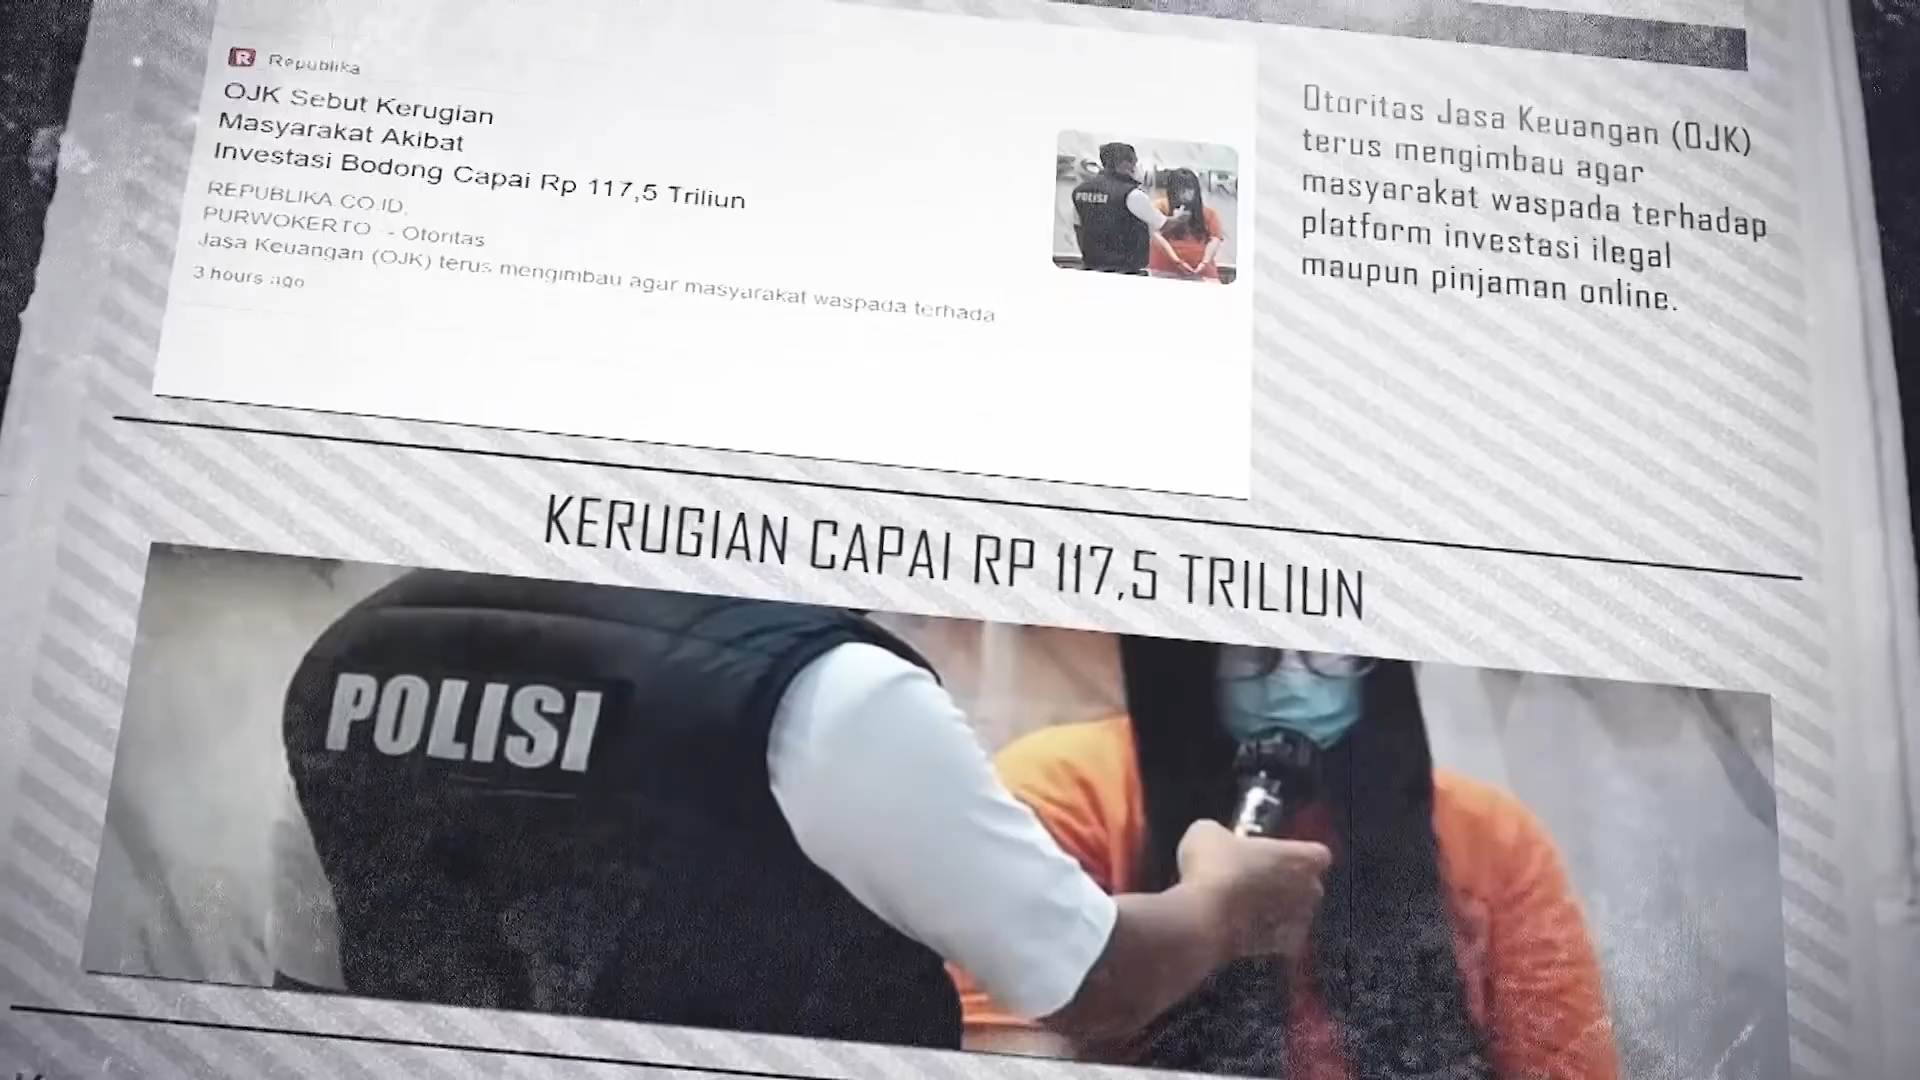 Republika
OJK Sebut Kerugian
Masyarakat Akibat
Investasi Bodong Capai Rp 117,5 Triliun
REPUBLIKA.CO.ID,
PURWOKERTO - Otoritas
Jasa Keuangan (OJK) terus mengimbau agar masyarakat waspada terhada
3 hours ago
POLISI
Otoritas Jasa Keuangan (OJK)
terus mengimbau agar
masyarakat waspada terhadap
platform investasi ilegal
maupun pinjaman online.
KERUGIAN CAPAI RP 117,5 TRILIUN
POLISI